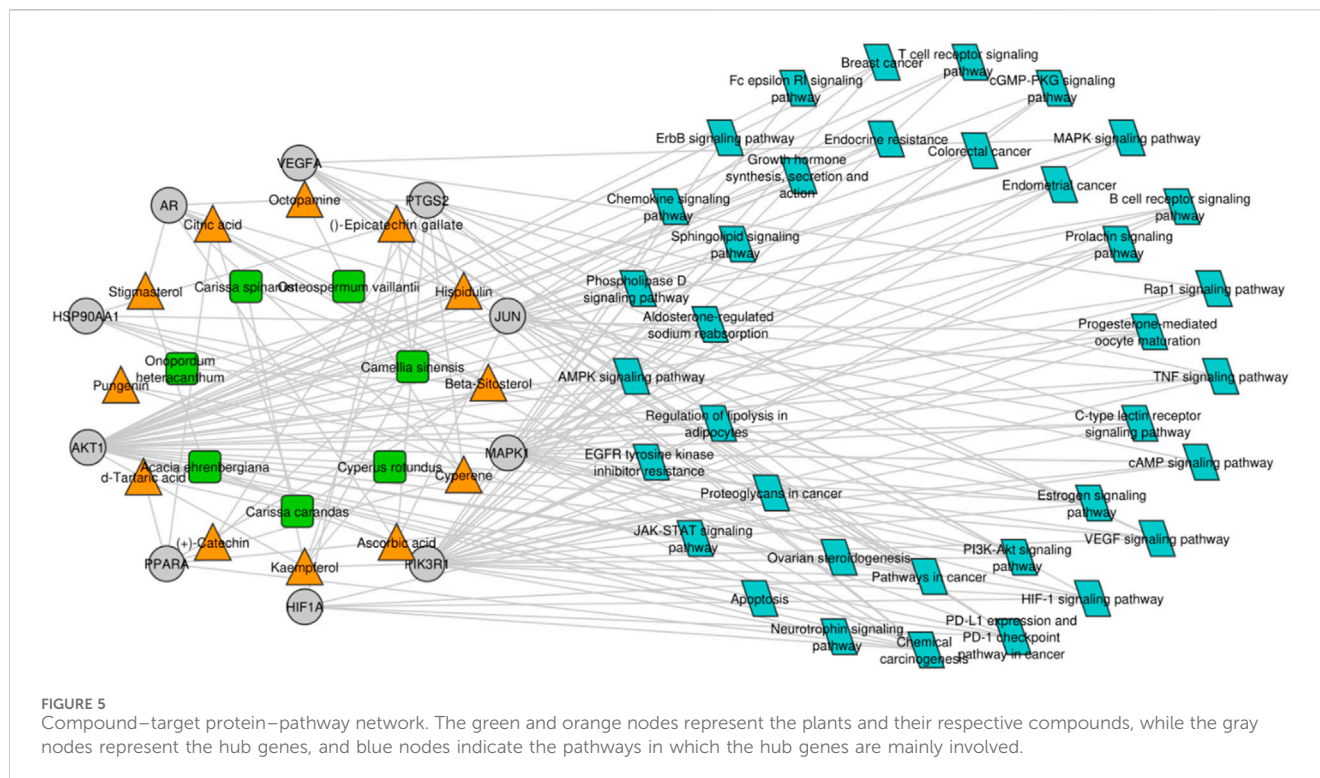 Breast cancer
T cell receptor signaling
pathway
Fc epsilon RI signaling
pathway
cGMP-PKG signaling
pathway
ErbB signaling pathway
Endocrine resistance
Colorectal cancer
MAPK signaling pathway
Growth hormone
synthesis, secretion and
action
Endometrial cancer
Chemokine signaling
pathway
B cell receptor signaling
pathway
Sphingolipid signaling
pathway
Prolactin signaling
pathway
Phospholipase D
signaling pathway
Rap1 signaling pathway
Aldosterone-regulated
sodium reabsorption
Progesterone-mediated
oocyte maturation
AMPK signaling pathway
TNF signaling pathway
Regulation of lipolysis in
adipocytes
C-type lectin receptor
signaling pathway
EGFR tyrosine kinase
inhibitor resistance
cAMP signaling pathway
Proteoglycans in cancer
Estrogen signaling
pathway
JAK-STAT signaling
pathway
VEGF signaling pathway
Ovarian steroidogenesis
PI3K-Akt signaling
pathway
Pathways in cancer
Apoptosis
HIF-1 signaling pathway
Neurotrophin signaling
pathway
Chemical
carcinogenesis
PD-L1 expression and
PD-1 checkpoint
pathway in cancer
VEGFA
AR
Octopamine
PTGS2
Citric acid
()-Epicatechin gallate
Stigmasterol
Carissa spinarum
Osteospermum vaillantii
Hispidulin
HSP90AA1
JUN
Onopordum
heteracanthum
Camellia sinensis
Pungenin
Beta-Sitosterol
AKT1
MAPK1
Acacia ehrenbergiana
Cyperus rotundus
d-Tartaric acid
Cyperene
Carissa carandas
(+)-Catechin
Ascorbic acid
PPARA
Kaempferol
PIK3R1
HIF1A
FIGURE 5
Compound–target protein–pathway network. The green and orange nodes represent the plants and their respective compounds, while the gray
nodes represent the hub genes, and blue nodes indicate the pathways in which the hub genes are mainly involved.